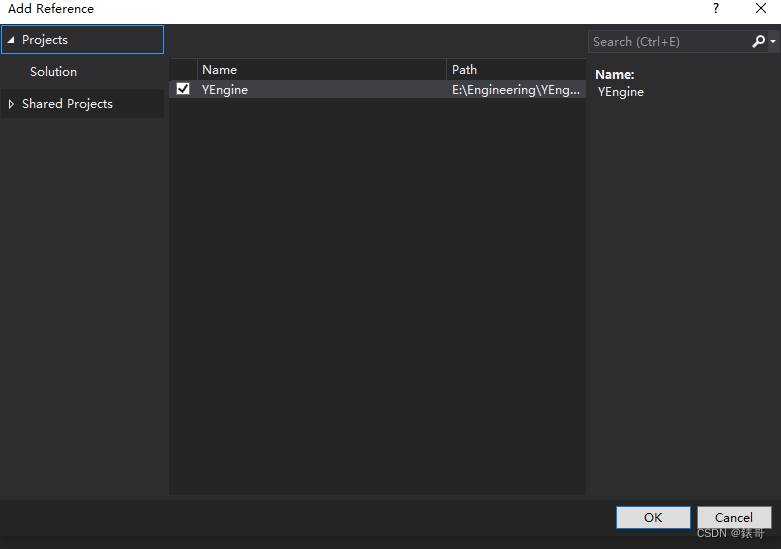 Add Reference
?
Projects
Search (Ctrl+E)
Solution
Name
Path
Name:
YEngine
E:\Engineering\YEng...
YEngine
Shared Projects
OK
Cancel
CSDN @錶哥